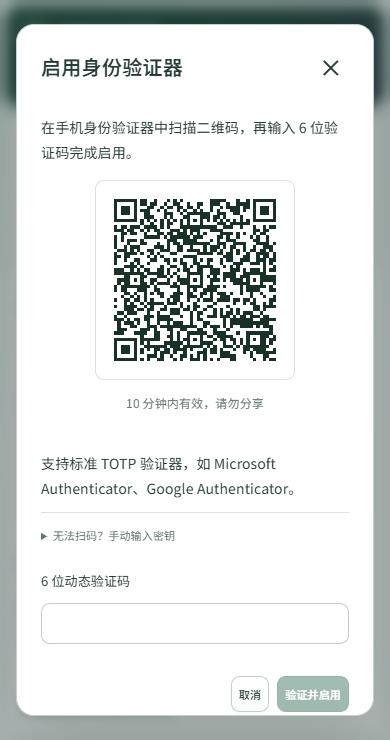 启用身份验证器
在手机身份验证器中扫描二维码，再输入 6 位验
证码完成启用。
10 分钟内有效，请勿分享
支持标准 TOTP 验证器，如 Microsoft
Authenticator、Google Authenticator。
无法扫码？手动输入密钥
6 位动态验证码
取消 验证并启用